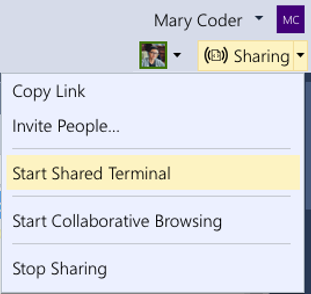 Mary Coder MC
Sharing
Copy Link
Invite People...
Start Shared Terminal
Start Collaborative Browsing
Stop Sharing